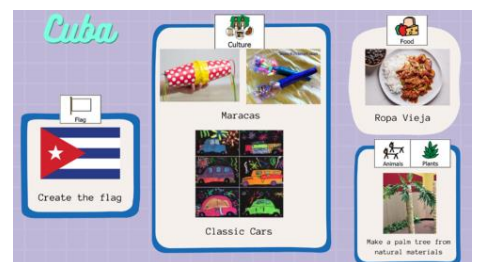 Cuba
Flag
Create the flag
Culture
Maracas
Classic Cars
Food
Ropa Vieja
Animals
Plants
Make a palm tree from
natural materials